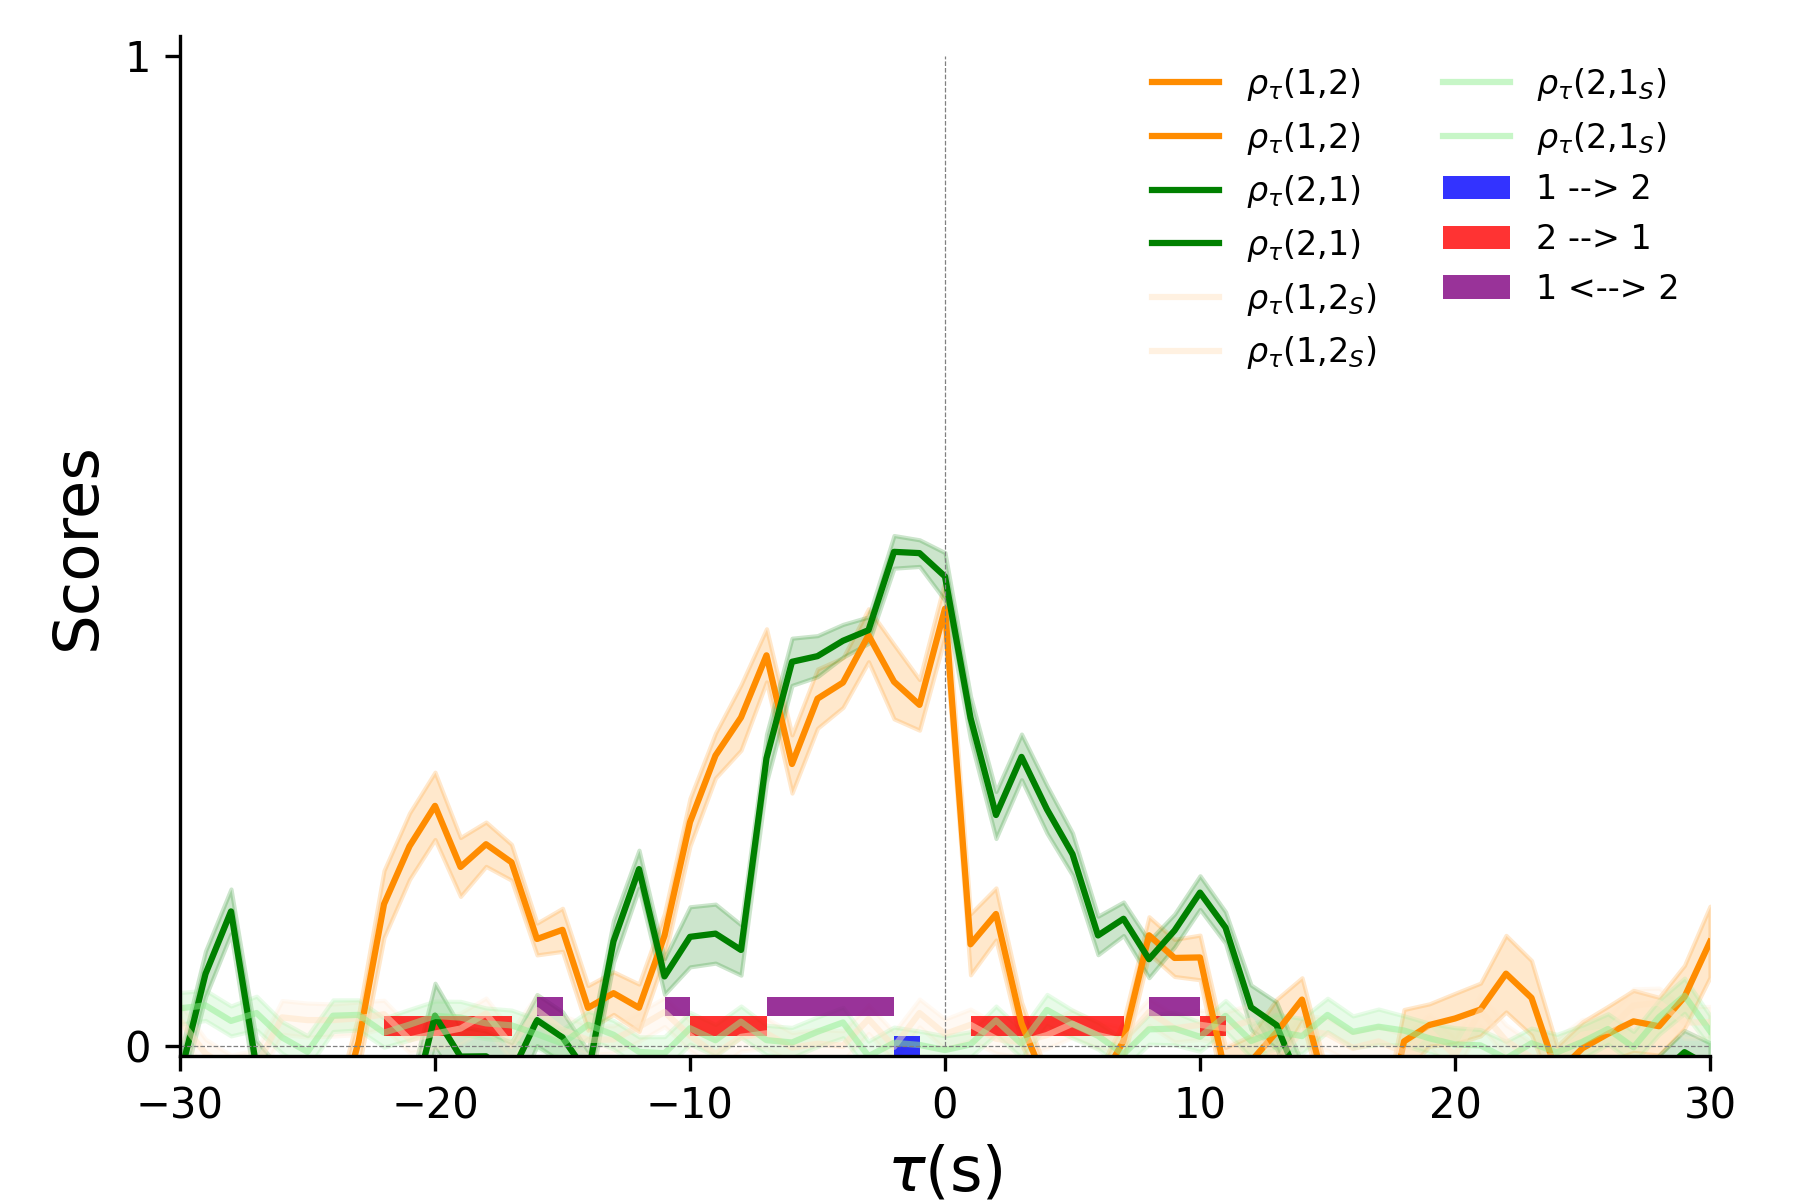 1
ρτ(1,2)
ρτ(1,2)
ρτ(2,1)
ρτ(2,1)
ρτ(1,2S)
ρτ(1,2S)
ρτ(2,1S)
ρτ(2,1S)
1 --> 2
2 --> 1
1 <--> 2
Scores
0
−30 −20 −10 0 10 20 30
τ(s)